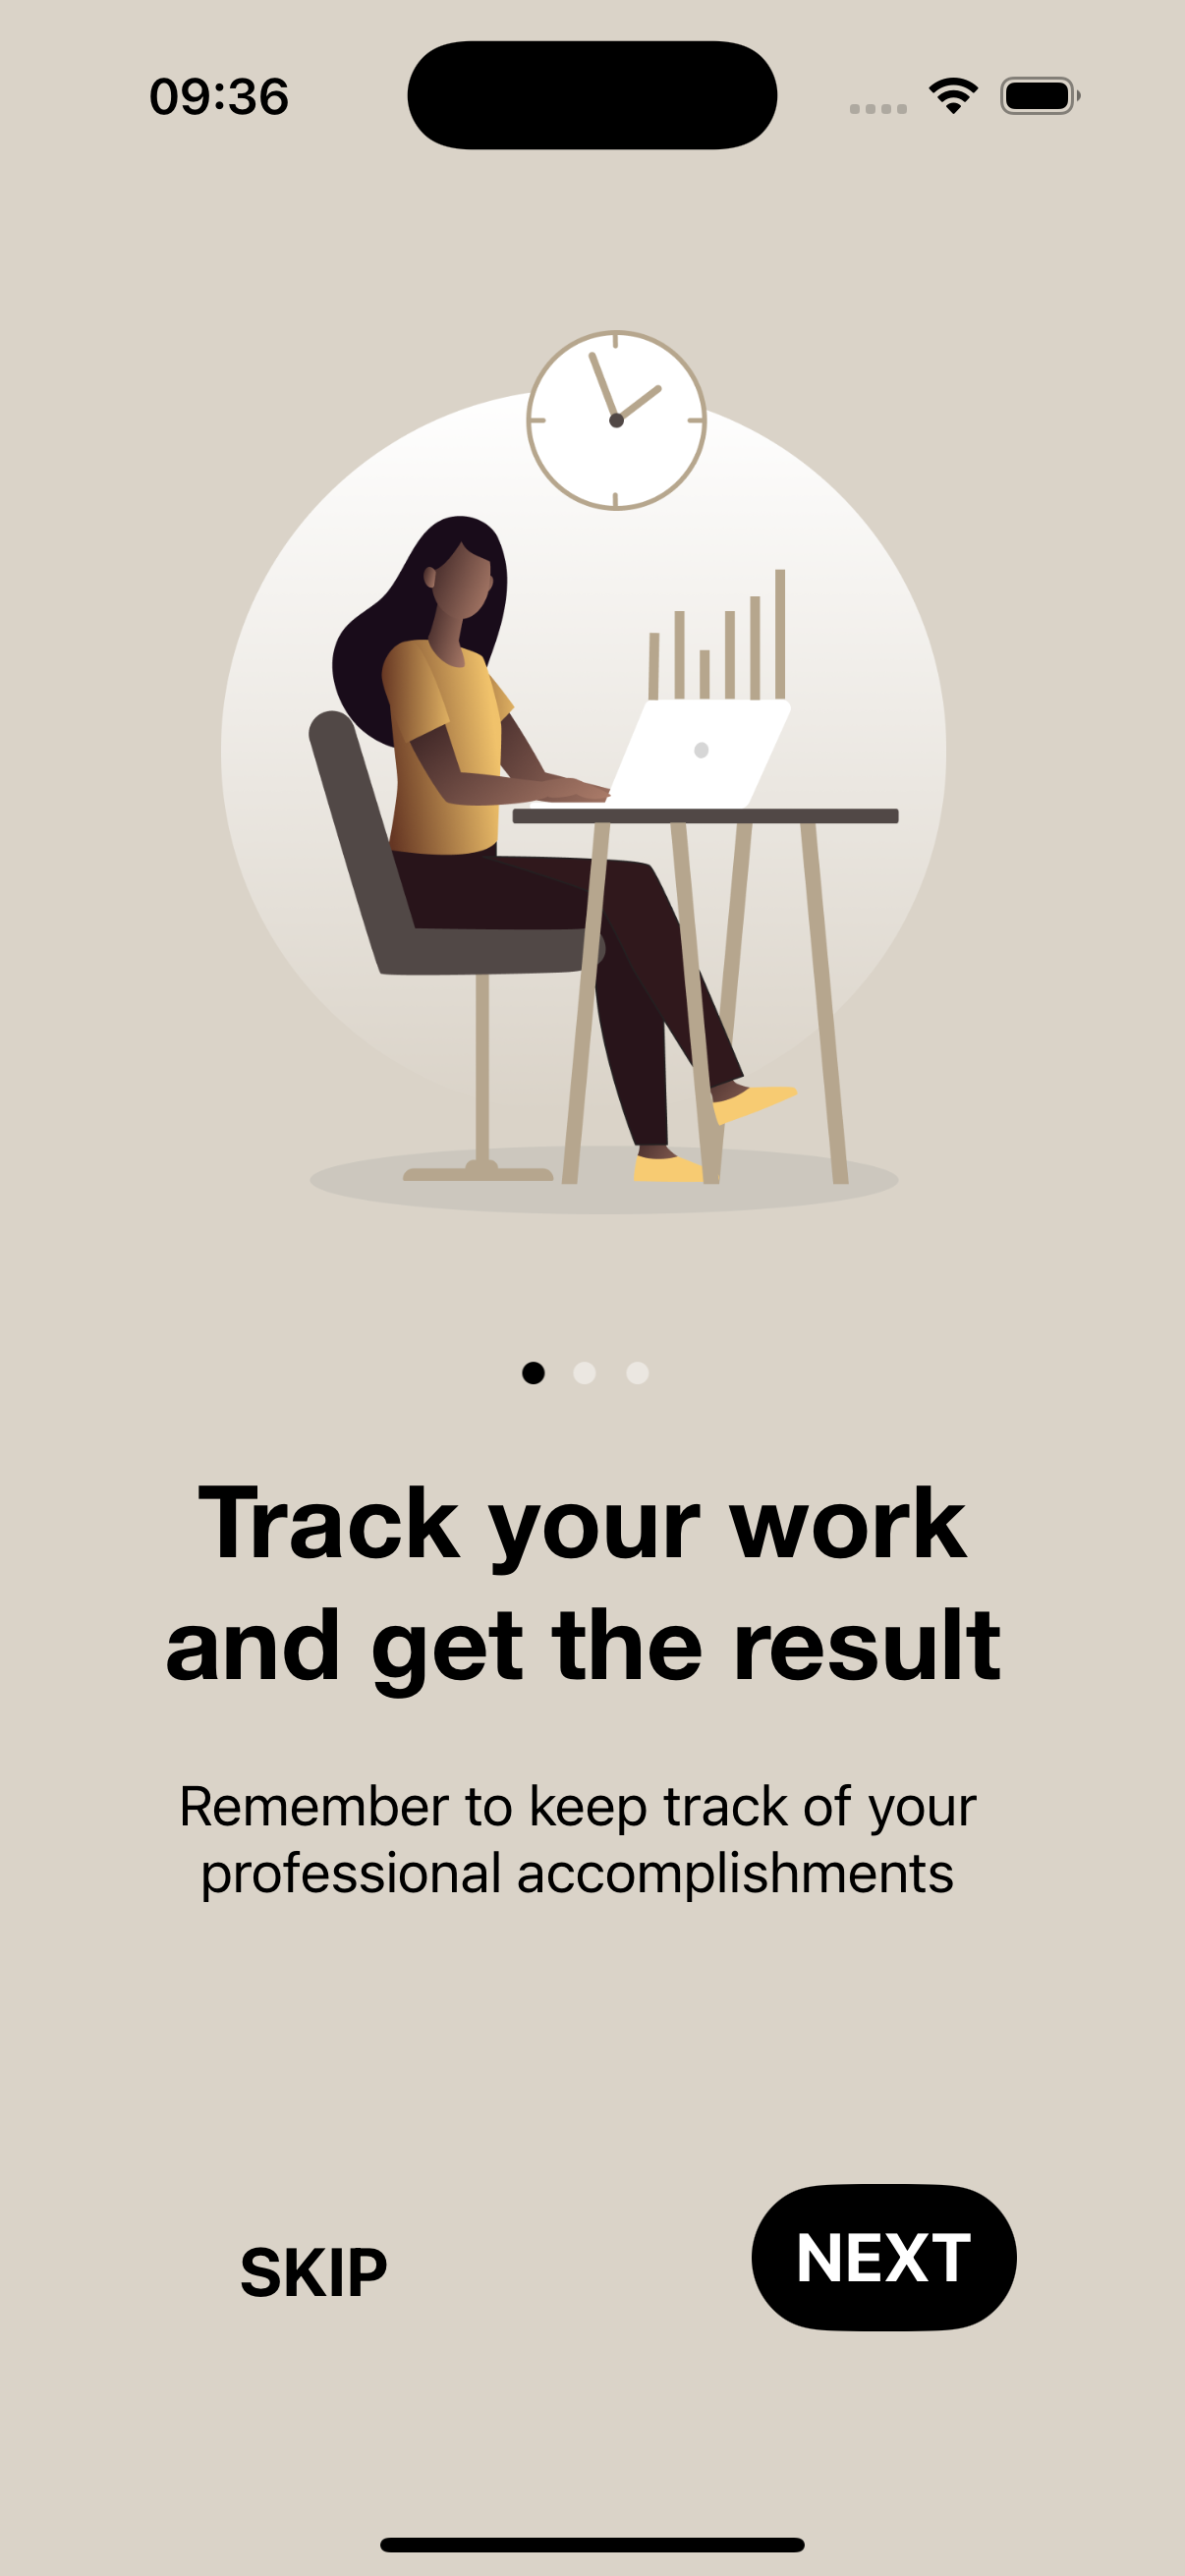 09:36
Track your work
and get the result
Remember to keep track of your
professional accomplishments
SKIP
NEXT